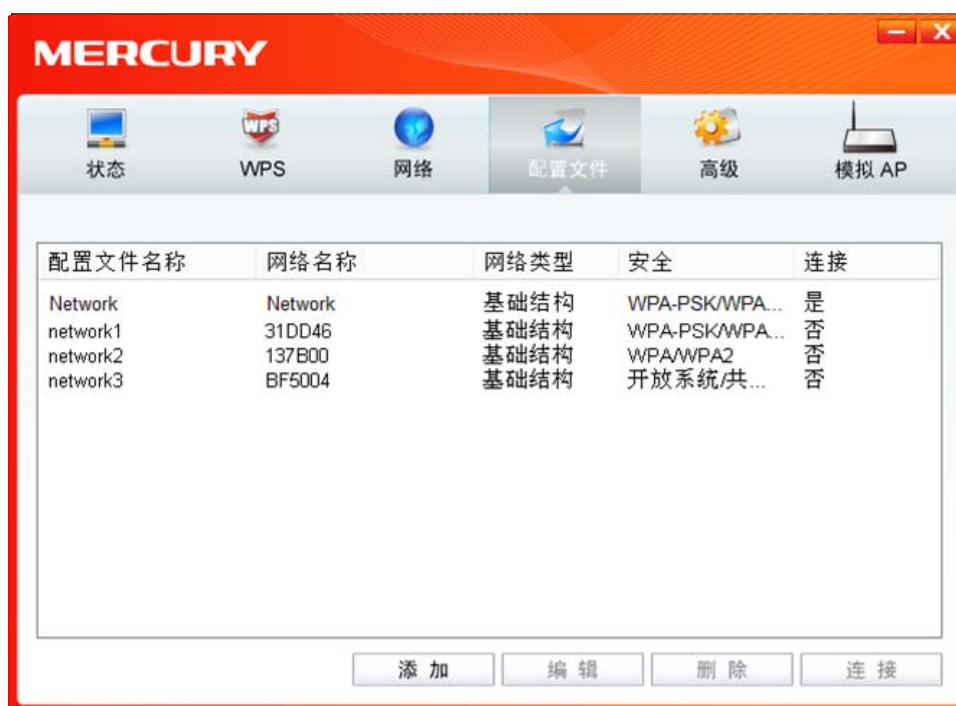 MERCURY
状态 WPS 网络 配置文件 高级 模拟 AP
配置文件名称 网络名称 网络类型 安全 连接
Network Network 基础结构 WPA-PSK/WPA... 是
network1 31DD46 基础结构 WPA-PSK/WPA... 否
network2 137B00 基础结构 WPA/WPA2 否
network3 BF5004 基础结构 开放系统/共... 否
添 加 编 辑 删 除 连 接